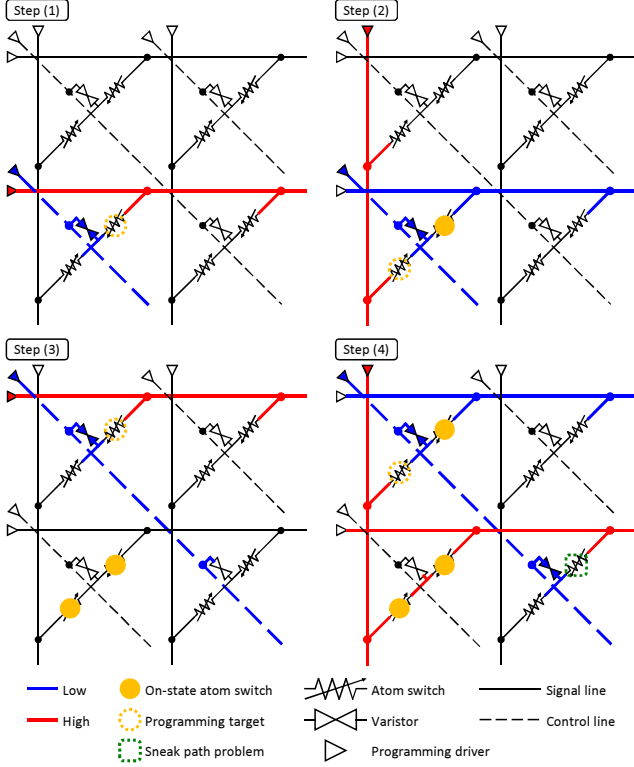 Step (1)
Step (2)
Step (3)
Step (4)
Low
On-state atom switch
Atom switch
Signal line
High
Programming target
Varistor
Control line
Sneak path problem
Programming driver